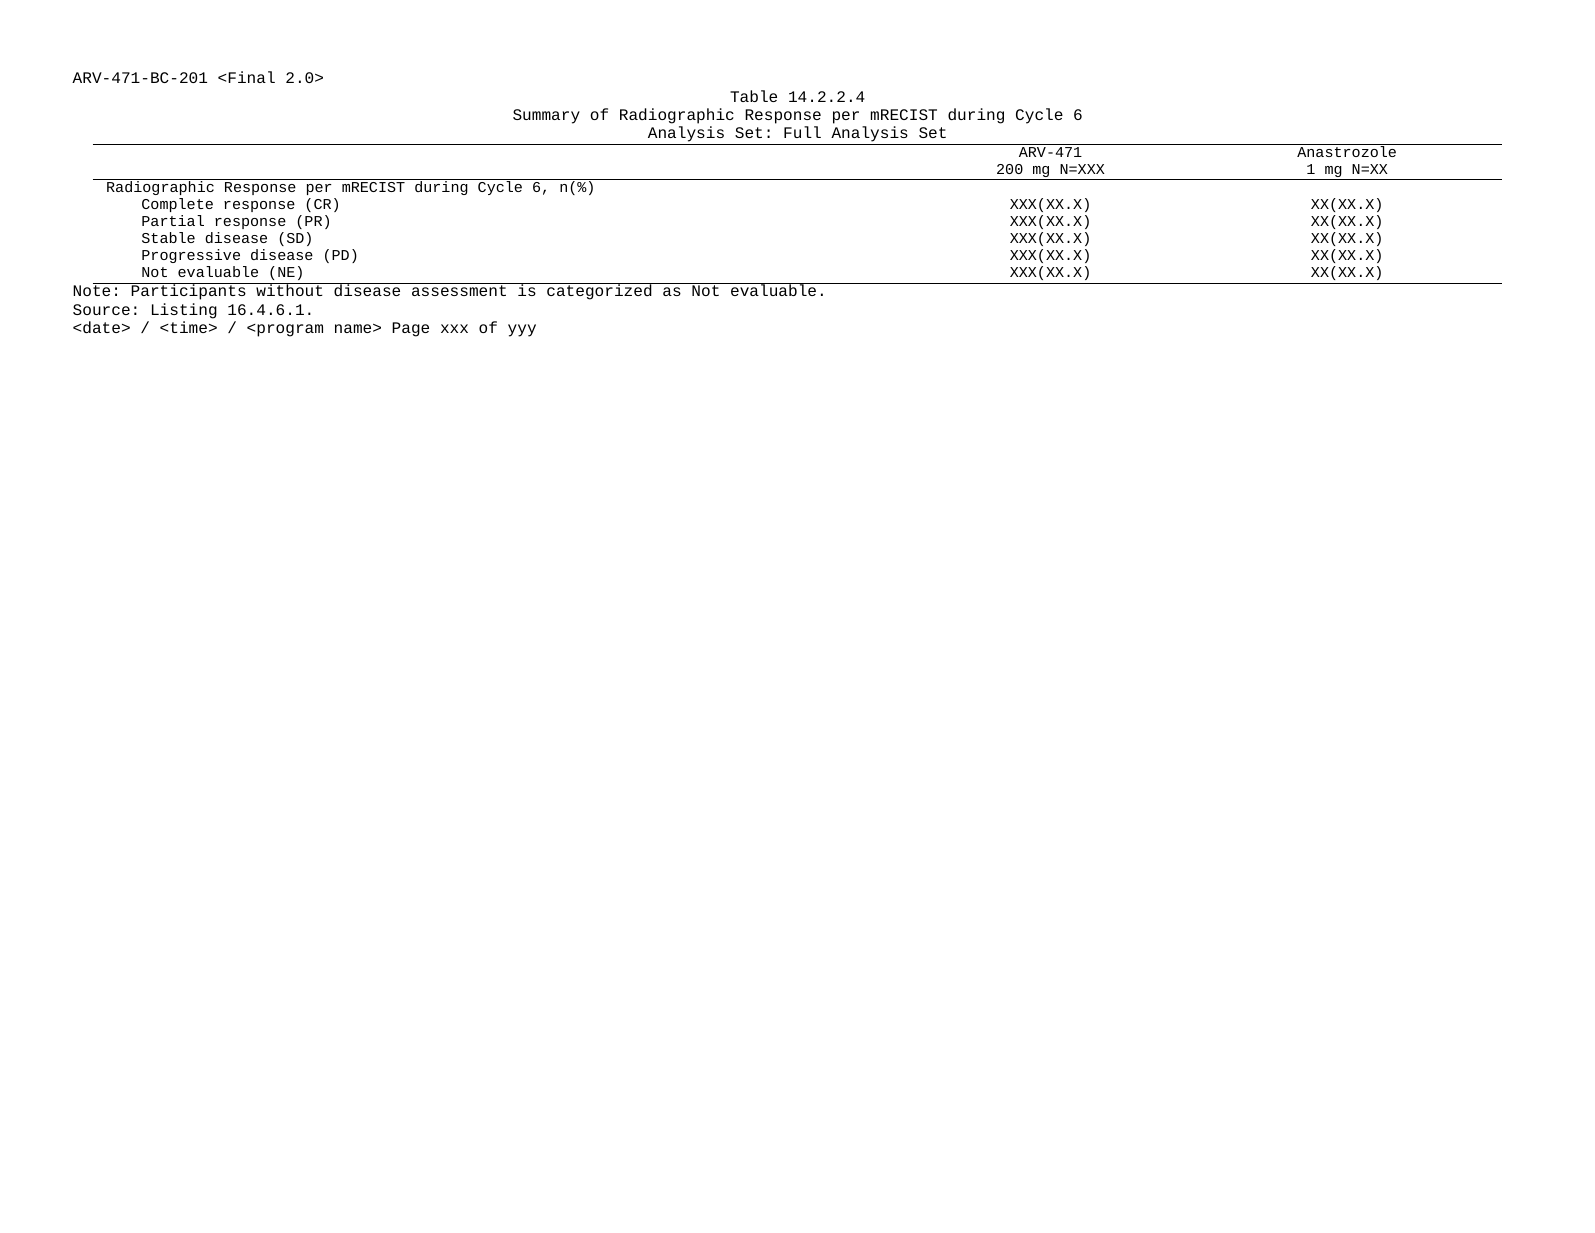 ARV-471-BC-201 <Final 2.0>
Table 14.2.2.4
Summary of Radiographic Response per mRECIST during Cycle 6
Analysis Set: Full Analysis Set
ARV-471 Anastrozole
200 mg N=XXX 1 mg N=XX
Radiographic Response per mRECIST during Cycle 6, n(%)
Complete response (CR) XXX(XX.X) XX(XX.X)
Partial response (PR) XXX(XX.X) XX(XX.X)
Stable disease (SD) XXX(XX.X) XX(XX.X)
Progressive disease (PD) XXX(XX.X) XX(XX.X)
Not evaluable (NE) XXX(XX.X) XX(XX.X)
Note: Participants without disease assessment is categorized as Not evaluable.
Source: Listing 16.4.6.1.
<date> / <time> / <program name> Page xxx of yyy